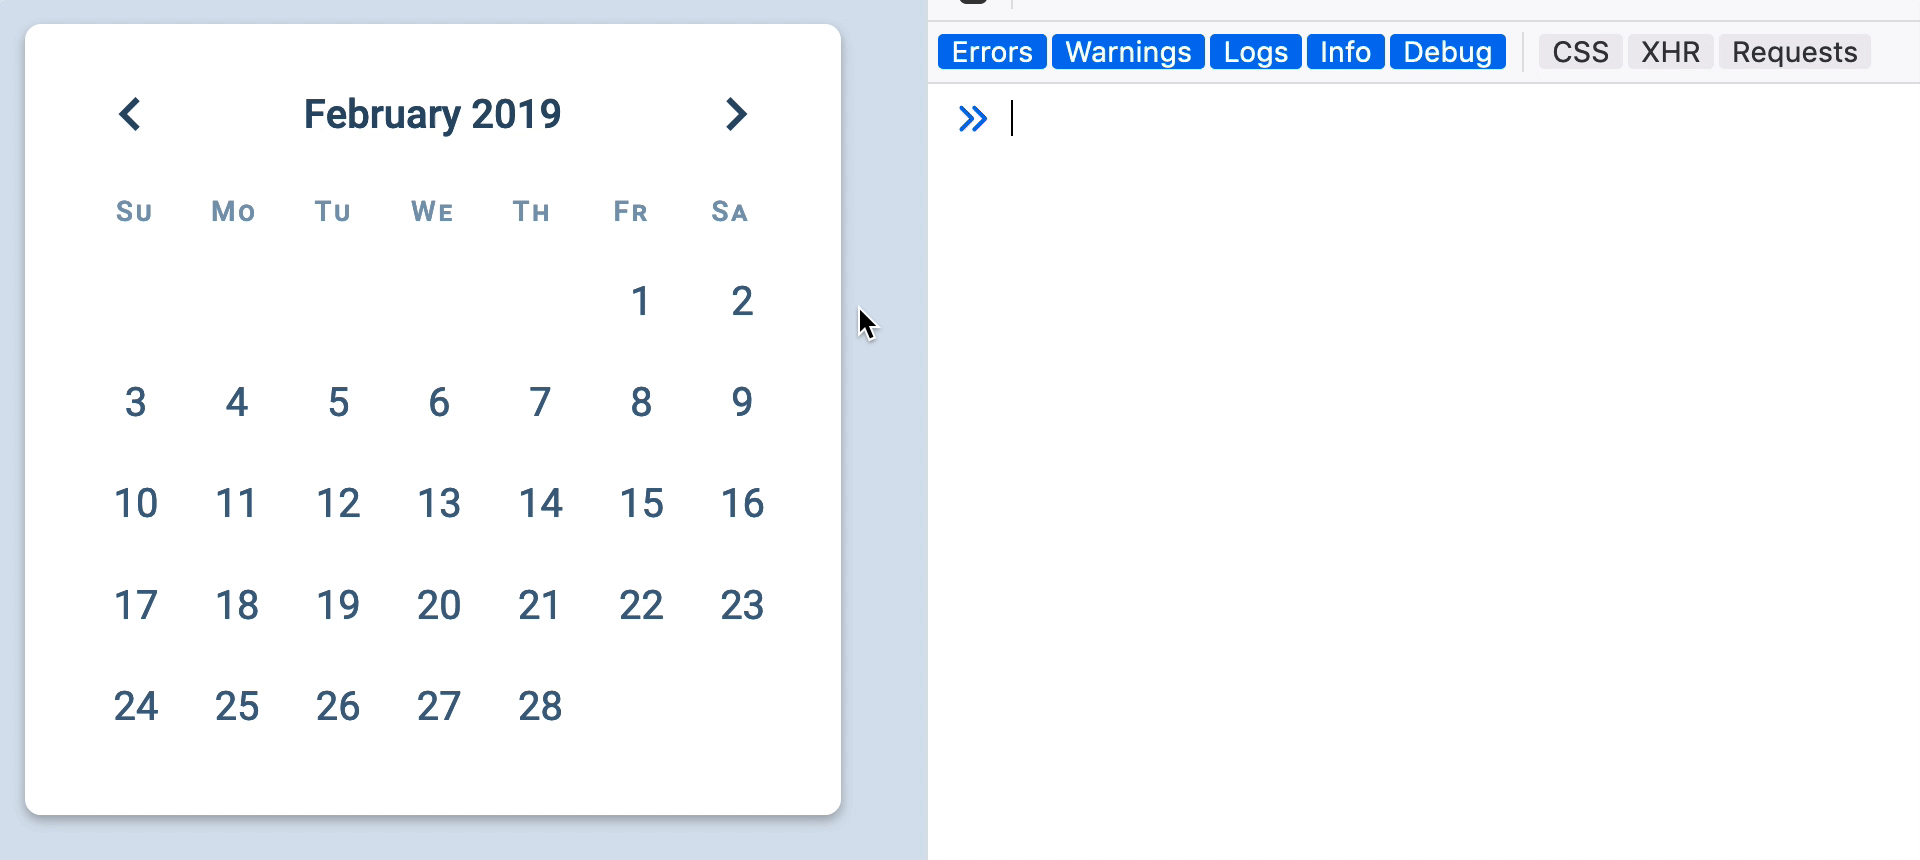 February 2019
Su Mo Tu We Th Fr Sa
1 2
3 4 5 6 7 8 9
10 11 12 13 14 15 16
17 18 19 20 21 22 23
24 25 26 27 28
Errors Warnings Logs Info Debug CSS XHR Requests